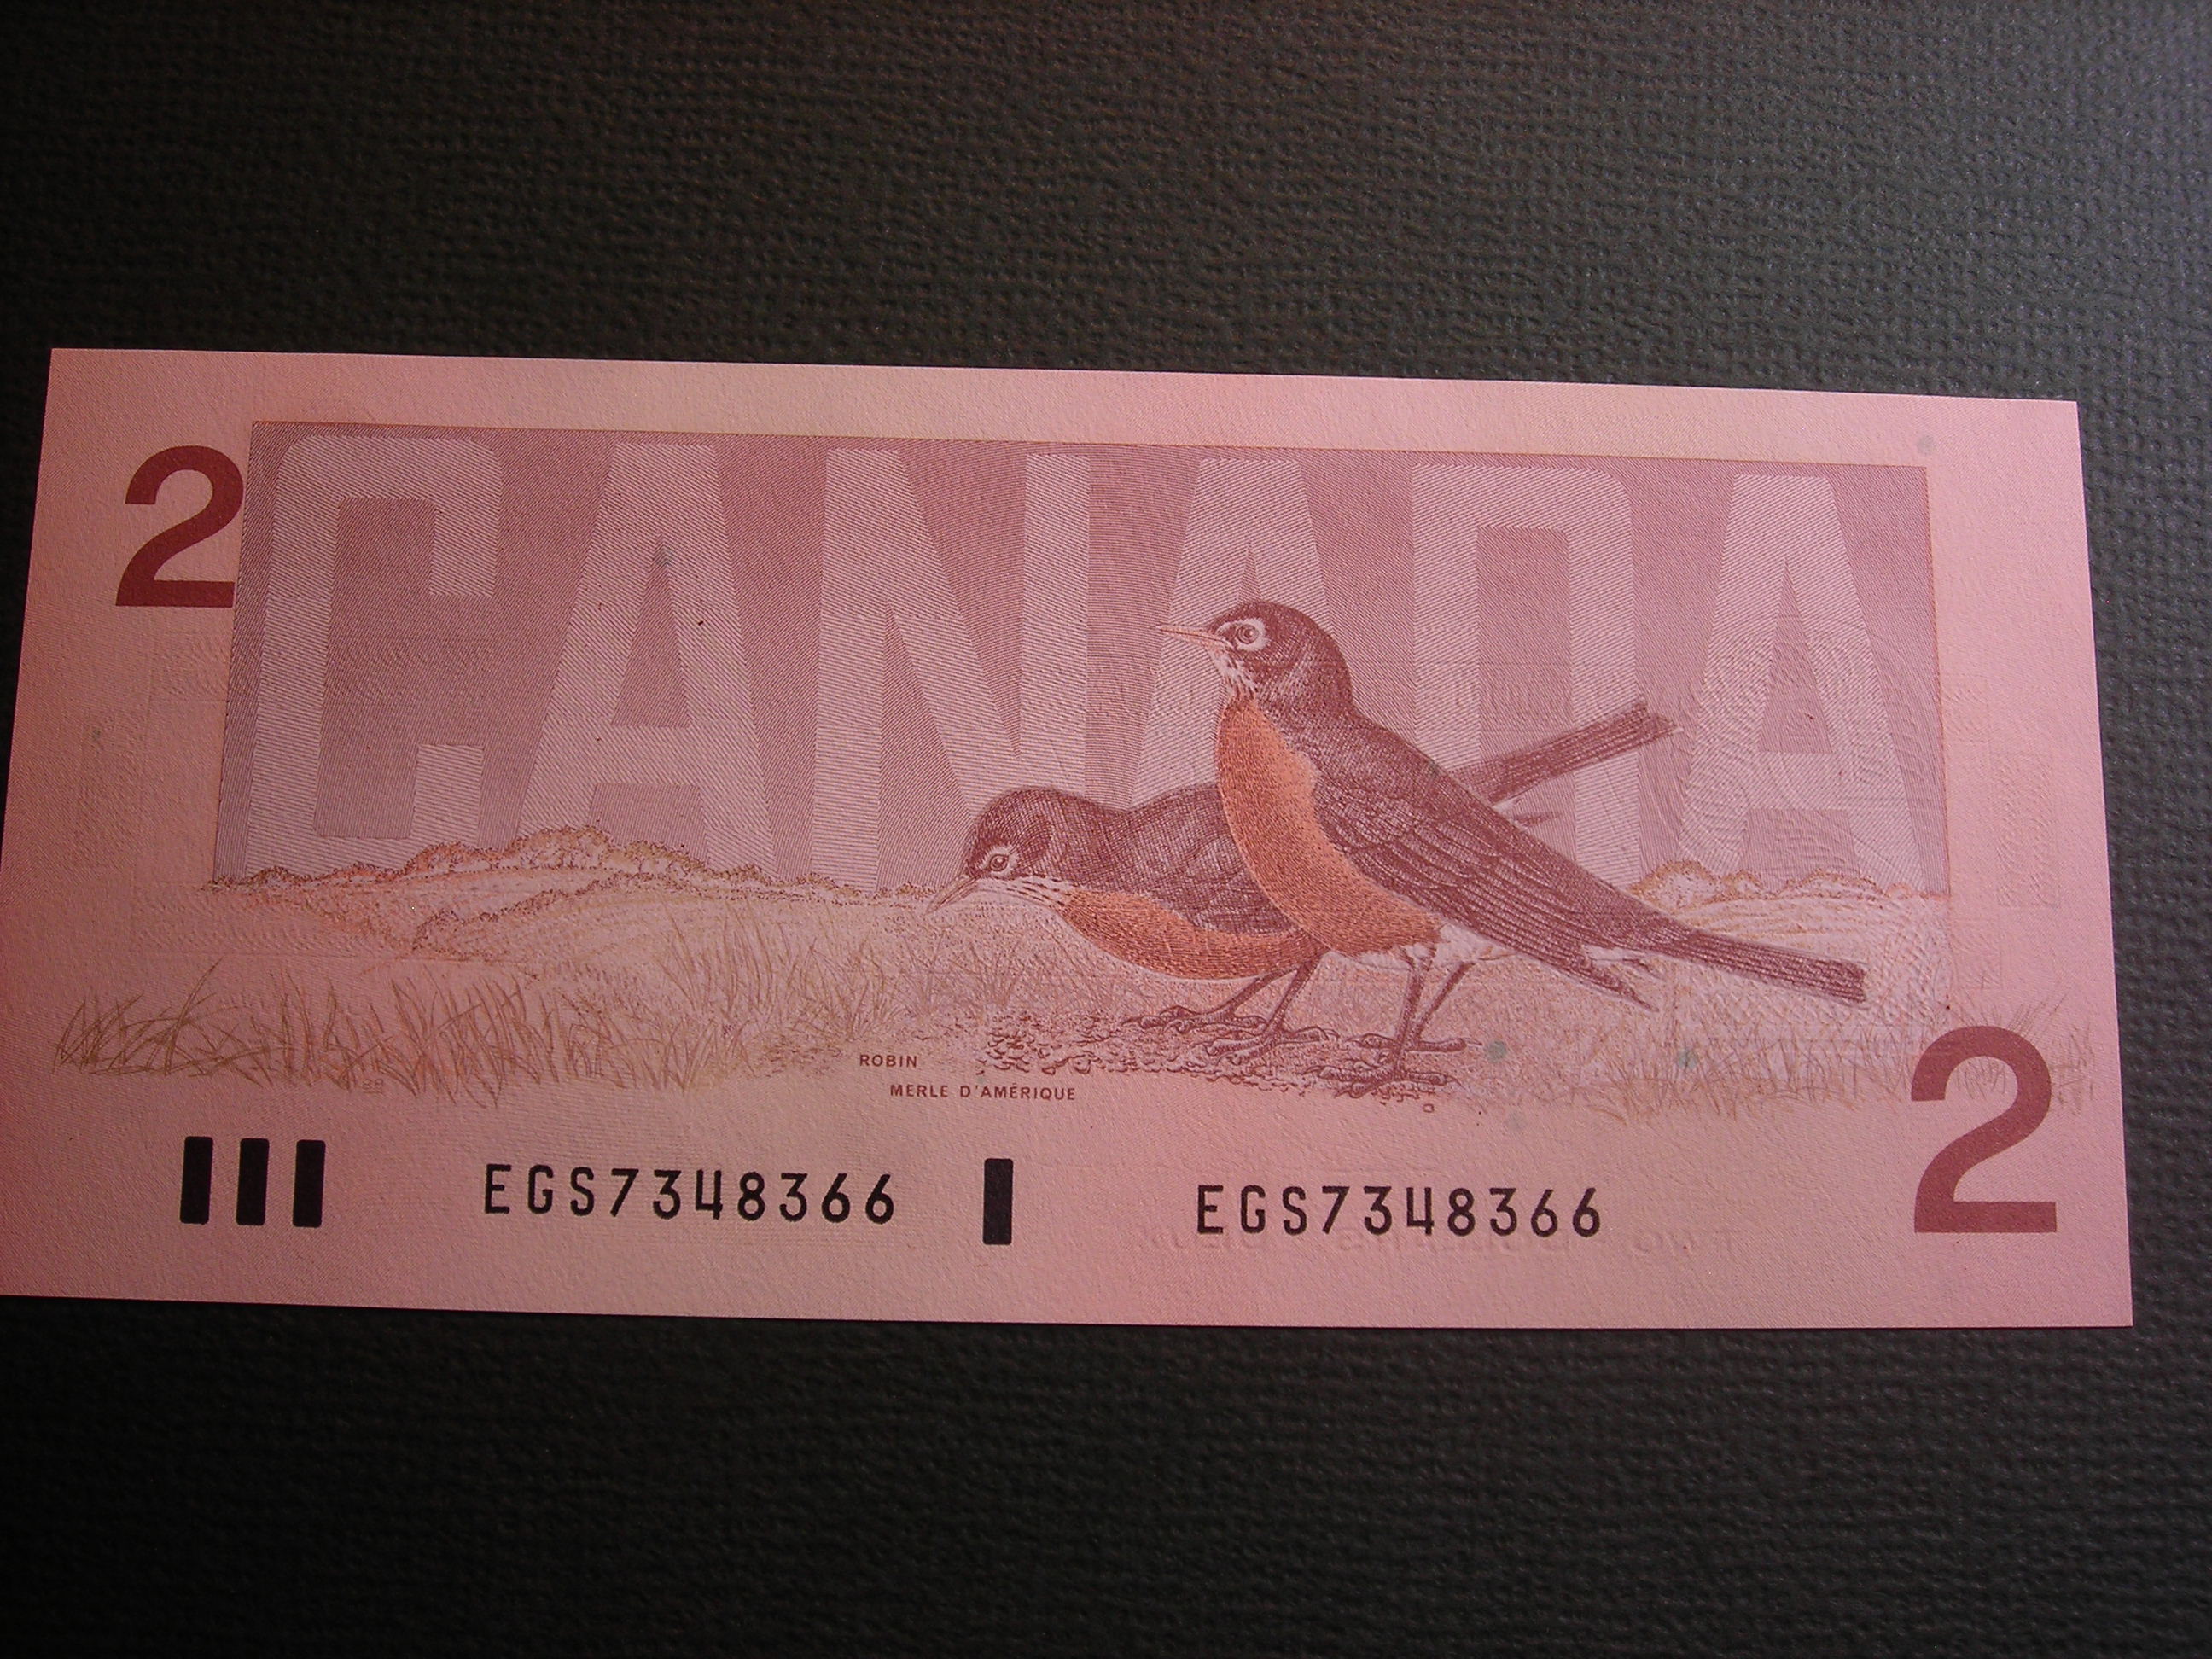 2
CANADA
ROBIN
MERLE D'AMÉRIQUE
EGS7348366
EGS7348366
2